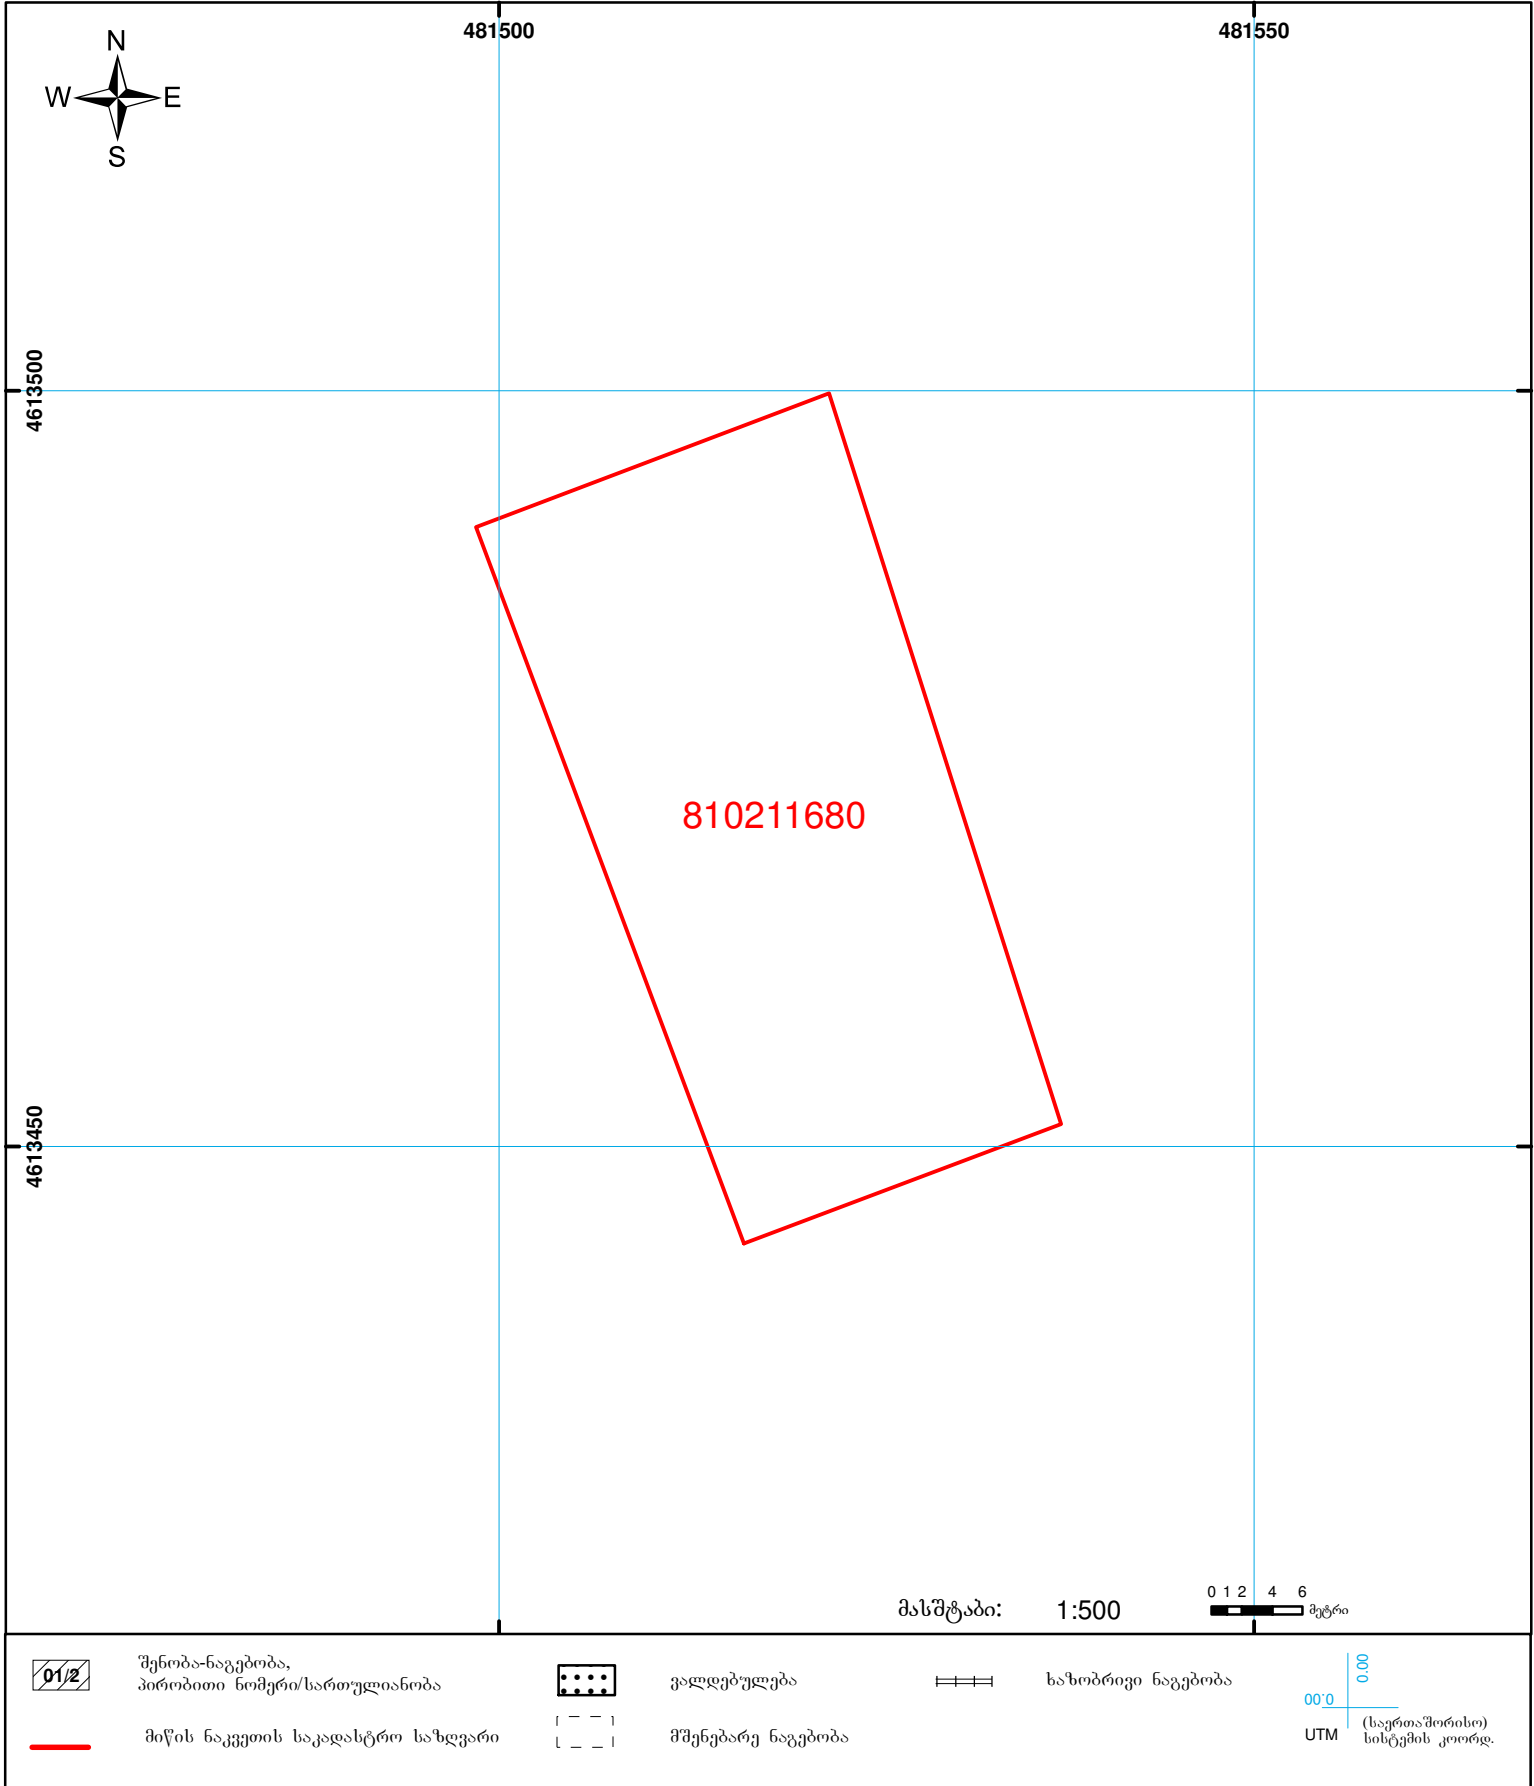 481500
481550
N
W E
S
4613500
810211680
4613450
მასშტაბი: 1:500
0 1 2 4 6
მეტრი
01/2
შენობა-ნაგებობა,
პირობითი ნომერი/სართულიანობა
ვალდებულება
ხაზობრივი ნაგებობა
00:0
0.00
მიწის ნაკვეთის საკადასტრო საზღვარი
მშენებარე ნაგებობა
UTM
(საერთაშორისო)
სისტემის კოორდ.